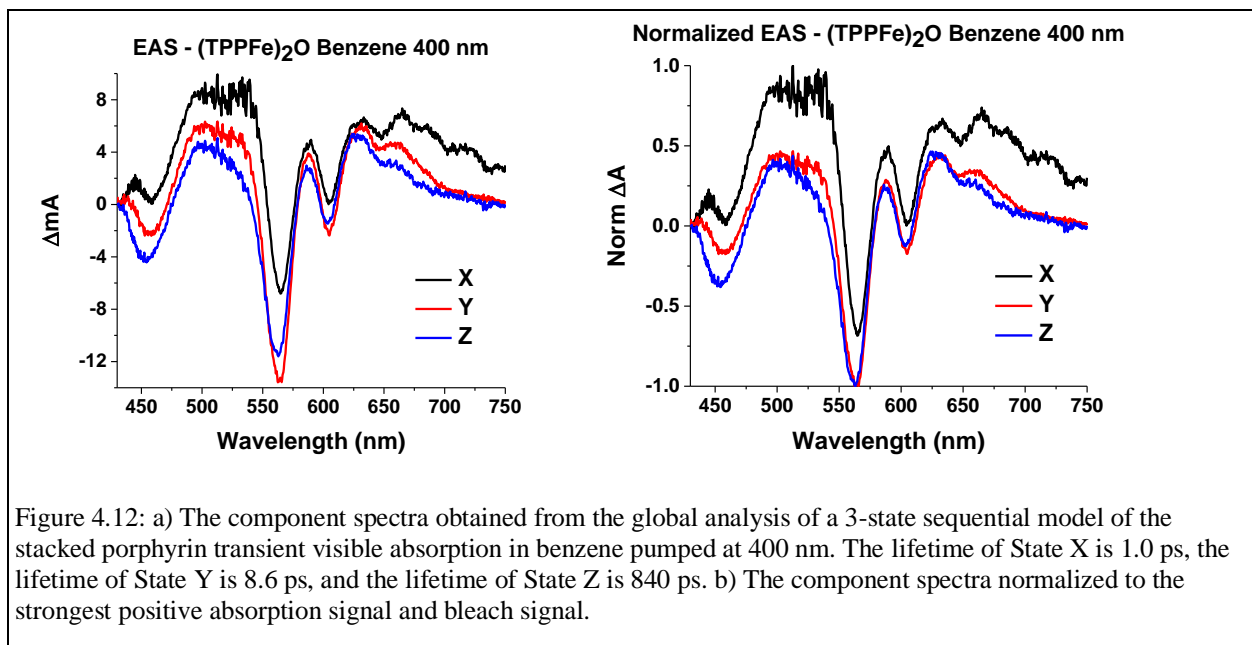 EAS - (TPPFe)₂O Benzene 400 nm
8
4
0
-4
-8
-12
ΔmA
X
Y
Z
450 500 550 600 650 700 750
Wavelength (nm)
Normalized EAS - (TPPFe)₂O Benzene 400 nm
1.0
0.5
0.0
-0.5
-1.0
Norm ΔA
X
Y
Z
450 500 550 600 650 700 750
Wavelength (nm)
Figure 4.12: a) The component spectra obtained from the global analysis of a 3-state sequential model of the
stacked porphyrin transient visible absorption in benzene pumped at 400 nm. The lifetime of State X is 1.0 ps, the
lifetime of State Y is 8.6 ps, and the lifetime of State Z is 840 ps. b) The component spectra normalized to the
strongest positive absorption signal and bleach signal.